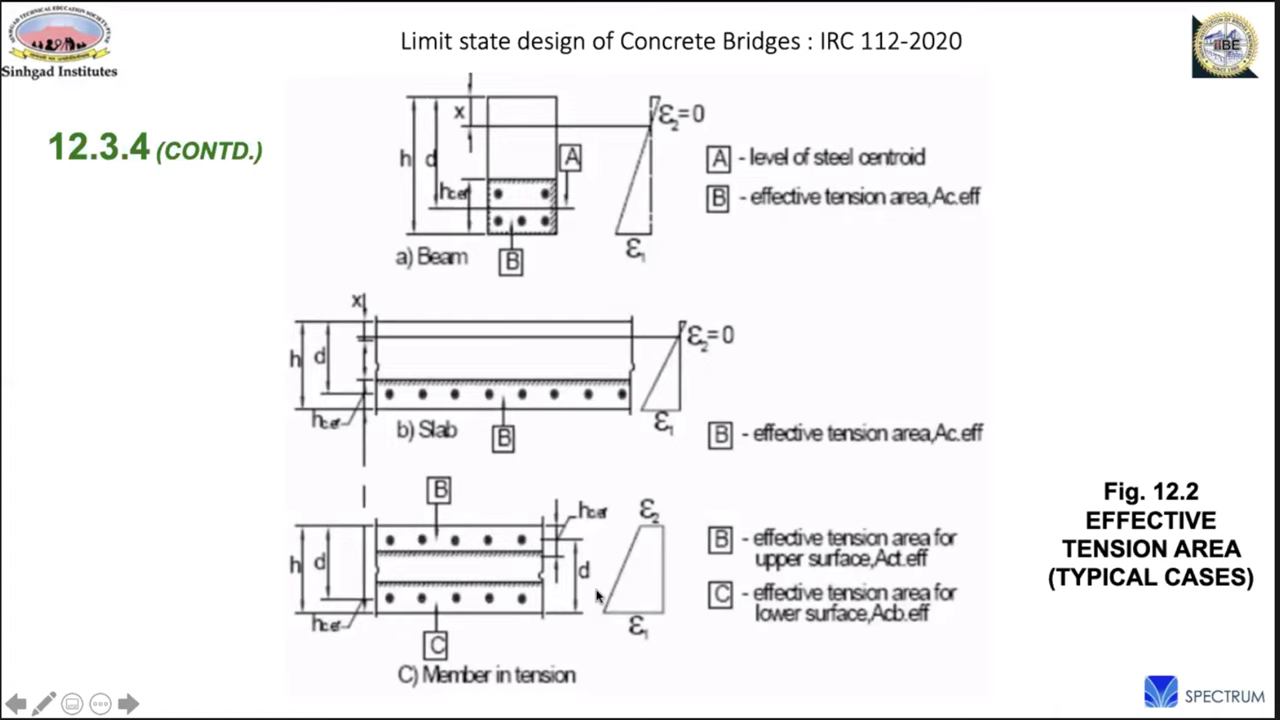 SINHGAD TECHNICAL EDUCATION SOCIETY
Sinhgad Institutes
Limit state design of Concrete Bridges : IRC 112-2020
IIBE
12.3.4 (CONTD.)
x
h
d
hc.ef
A
ε2=0
ε1
A - level of steel centroid
B - effective tension area,Ac.eff
a) Beam
B
x
h
d
hc.ef
ε2=0
ε1
b) Slab
B
B - effective tension area,Ac.eff
B
hc.ef
ε2
h
d
d
hc.ef
ε1
C
C) Member in tension
B - effective tension area for
upper surface,Act.eff
C - effective tension area for
lower surface,Acb.eff
Fig. 12.2
EFFECTIVE
TENSION AREA
(TYPICAL CASES)
SPECTRUM